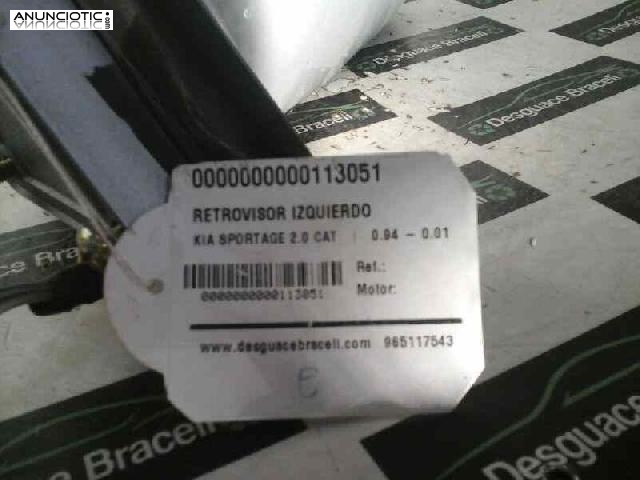 ANUNCIOTIC.COM
Desguace Braceli
Desguace Braceli
0000000000113051
RETROVISOR IZQUIERDO
KIA SPORTAGE 2.0 CAT | 0.94 - 0.01
Ref.:
0000000000113051
Motor:
www.desguacebraceli.com 965117543
Desguace Braceli
Desguace